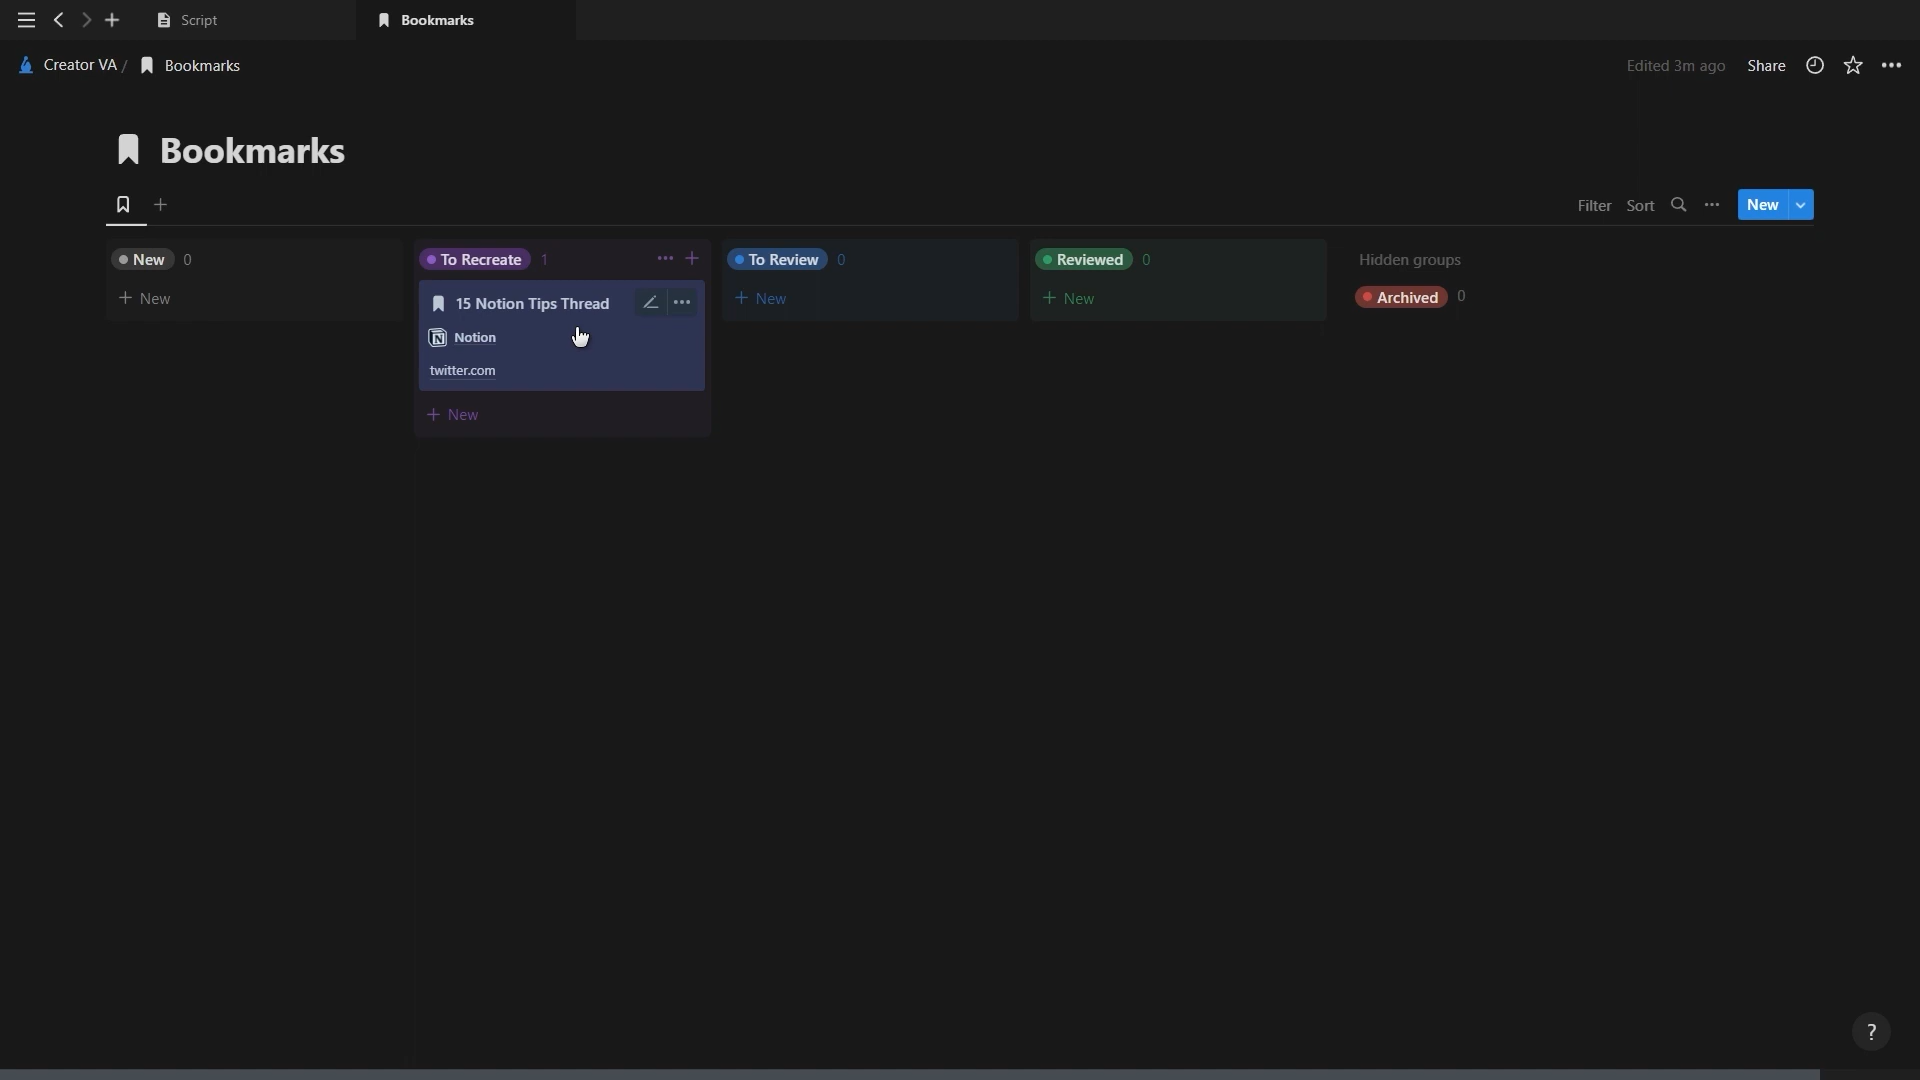 Script
Bookmarks
Creator VA / Bookmarks
Edited 3m ago
Share
Bookmarks
Filter
Sort
New
New 0
+ New
To Recreate 1
15 Notion Tips Thread
Notion
twitter.com
+ New
To Review 0
+ New
Reviewed 0
+ New
Hidden groups
Archived 0
?